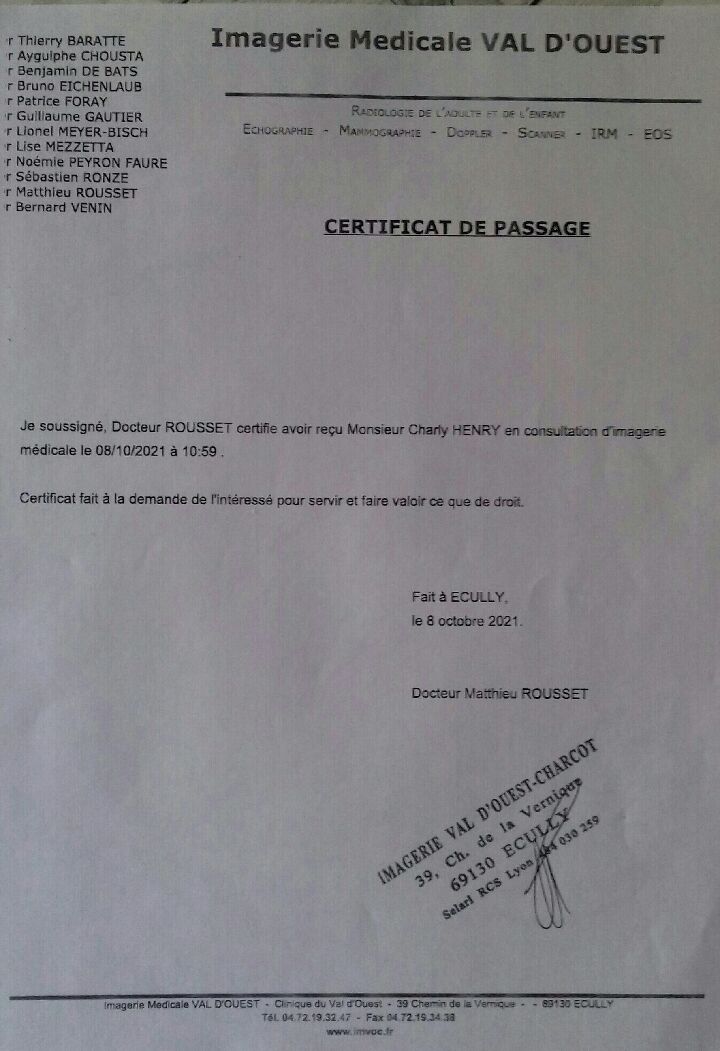 r Thierry BARATTE
r Aygulphe CHOUSTA
r Benjamin DE BATS
r Bruno EICHENLAUB
r Patrice FORAY
r Guillaume GAUTIER
r Lionel MEYER-BISCH
r Lise MEZZETTA
r Noémie PEYRON FAURE
r Sébastien RONZE
r Matthieu ROUSSET
r Bernard VENIN
Imagerie Medicale VAL D'OUEST
RADIOLOGIE DE L'ADULTE ET DE L'ENFANT
ECHOGRAPHIE - MAMMOGRAPHIE - DOPPLER - SCANNER - IRM - EOS
CERTIFICAT DE PASSAGE
Je soussigné, Docteur ROUSSET certifie avoir reçu Monsieur Charly HENRY en consultation d'imagerie
médicale le 08/10/2021 à 10:59 .
Certificat fait à la demande de l'intéressé pour servir et faire valoir ce que de droit.
Fait à ECULLY,
le 8 octobre 2021.
Docteur Matthieu ROUSSET
IMAGERIE VAL D'OUEST-CHARCOT
39, Ch. de la Vernique
69130 ECULLY
Selarl RCS Lyon 030 259
Imagerie Medicale VAL D'OUEST - Clinique du Val d'Ouest - 39 Chemin de la Vernique - - 69130 ECULLY
Tél. 04.72.19.32.47 - Fax 04.72.19.34.38
www.imvoc.fr